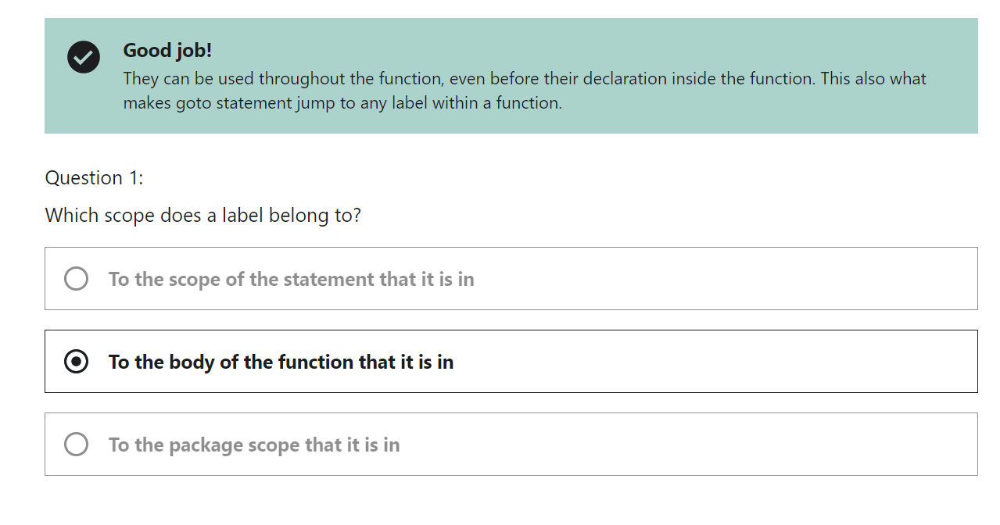 Good job!
They can be used throughout the function, even before their declaration inside the function. This also what
makes goto statement jump to any label within a function.
Question 1:
Which scope does a label belong to?
To the scope of the statement that it is in
To the body of the function that it is in
To the package scope that it is in